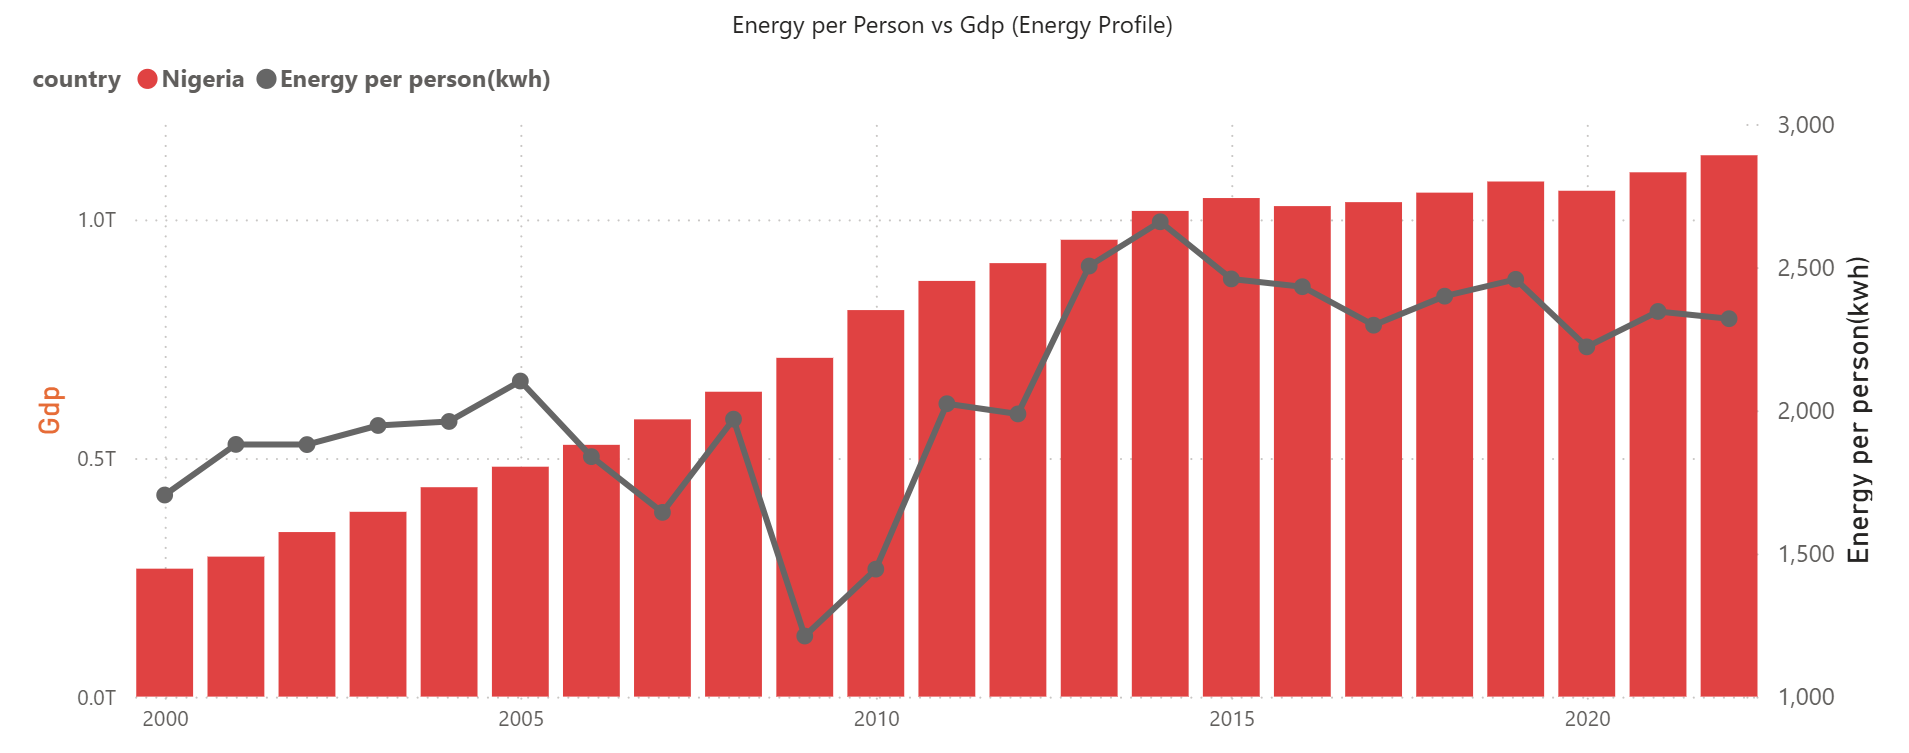 Energy per Person vs Gdp (Energy Profile)
country Nigeria Energy per person(kwh)
3,000
1.0T
2,500
Gdp
Energy per person(kwh)
2,000
0.5T
1,500
0.0T
1,000
2000 2005 2010 2015 2020